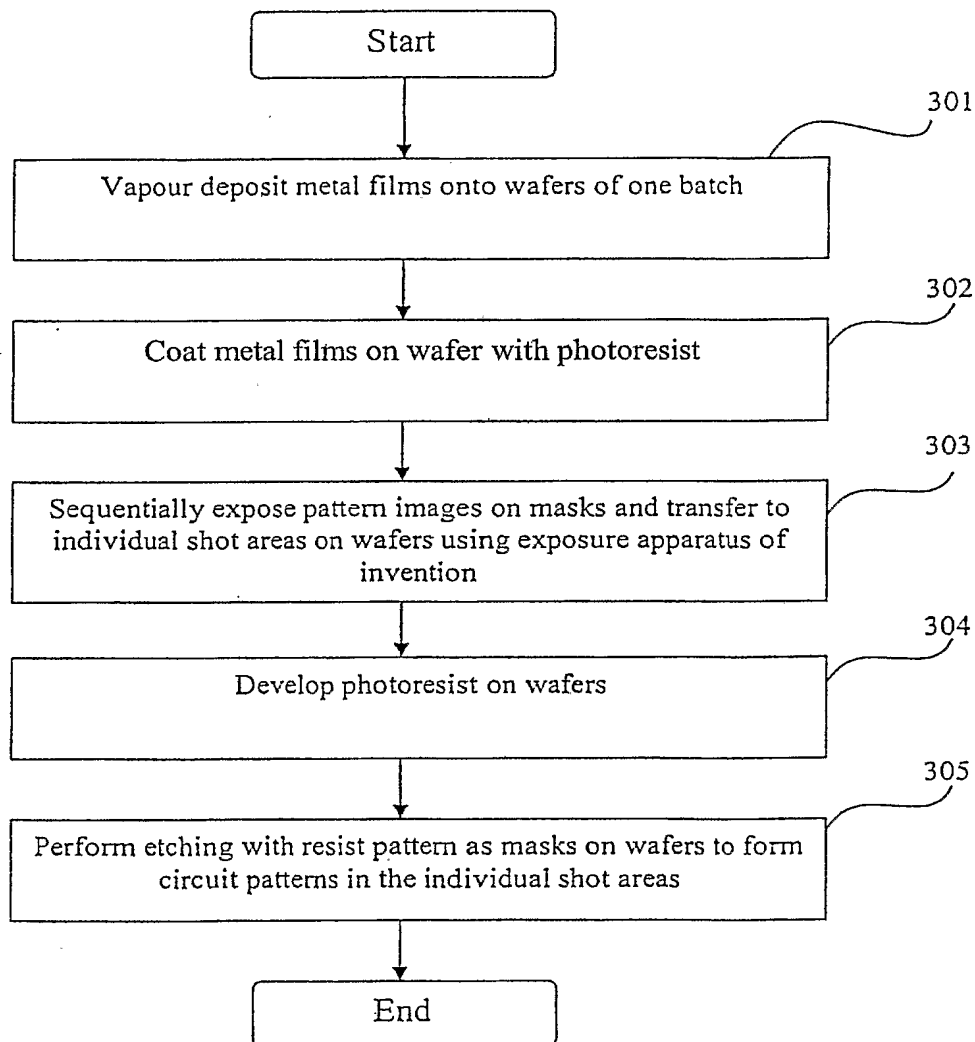 Start
301
Vapour deposit metal films onto wafers of one batch
302
Coat metal films on wafer with photoresist
303
Sequentially expose pattern images on masks and transfer to
individual shot areas on wafers using exposure apparatus of
invention
304
Develop photoresist on wafers
305
Perform etching with resist pattern as masks on wafers to form
circuit patterns in the individual shot areas
End